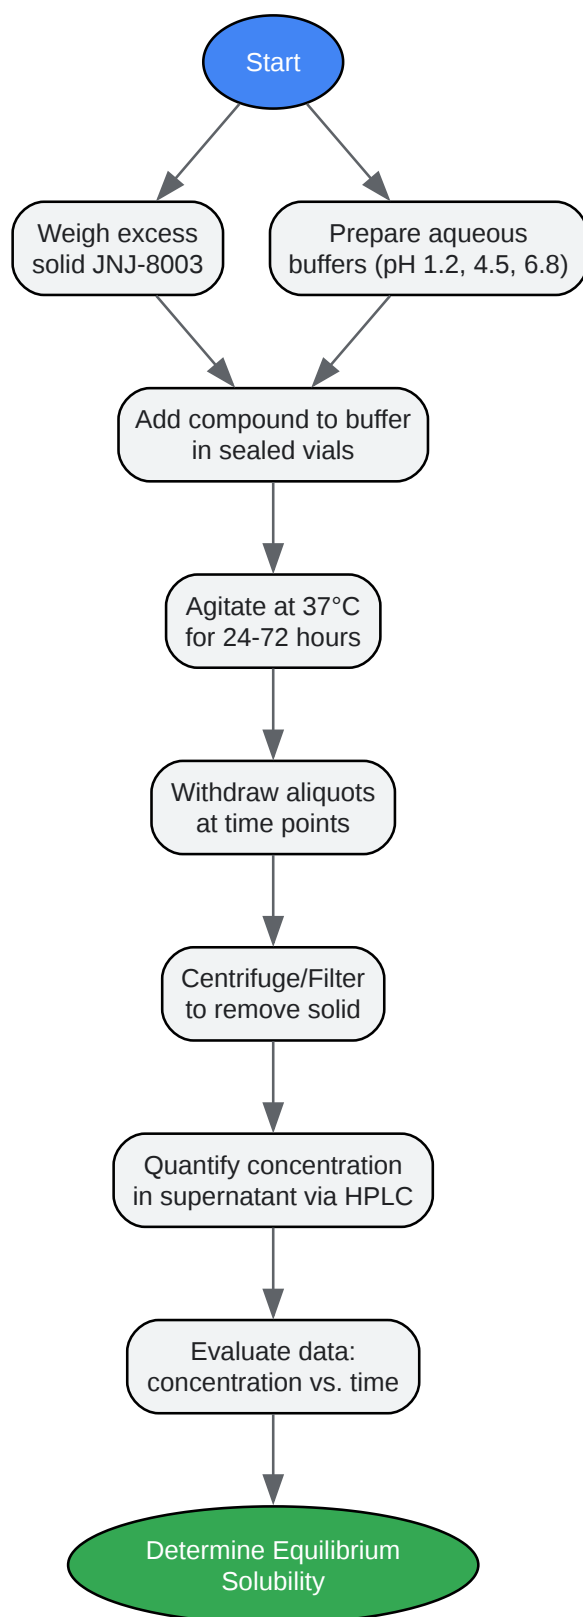 Start
Weigh excess
solid JNJ-8003
Prepare aqueous
buffers (pH 1.2, 4.5, 6.8)
Add compound to buffer
in sealed vials
Agitate at 37°C
for 24-72 hours
Withdraw aliquots
at time points
Centrifuge/Filter
to remove solid
Quantify concentration
in supernatant via HPLC
Evaluate data:
concentration vs. time
Determine Equilibrium
Solubility